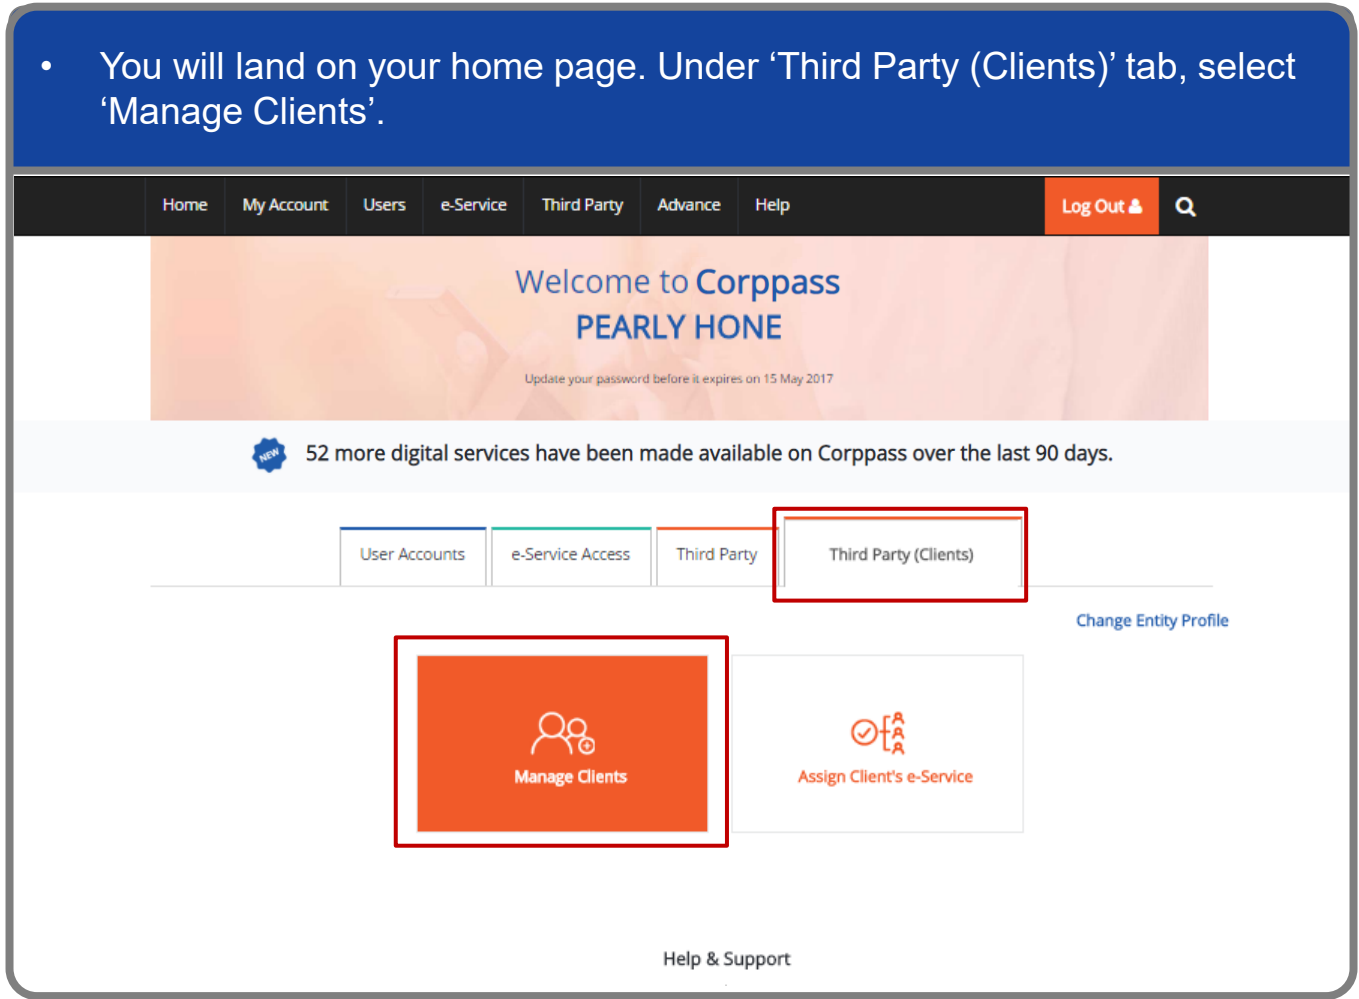 • You will land on your home page. Under ‘Third Party (Clients)’ tab, select
‘Manage Clients’.
Home My Account Users e-Service Third Party Advance Help Log Out
Welcome to Corppass
PEARLY HONE
Update your password before it expires on 15 May 2017
NEW 52 more digital services have been made available on Corppass over the last 90 days.
User Accounts e-Service Access Third Party Third Party (Clients)
Change Entity Profile
Manage Clients Assign Client's e-Service
Help & Support